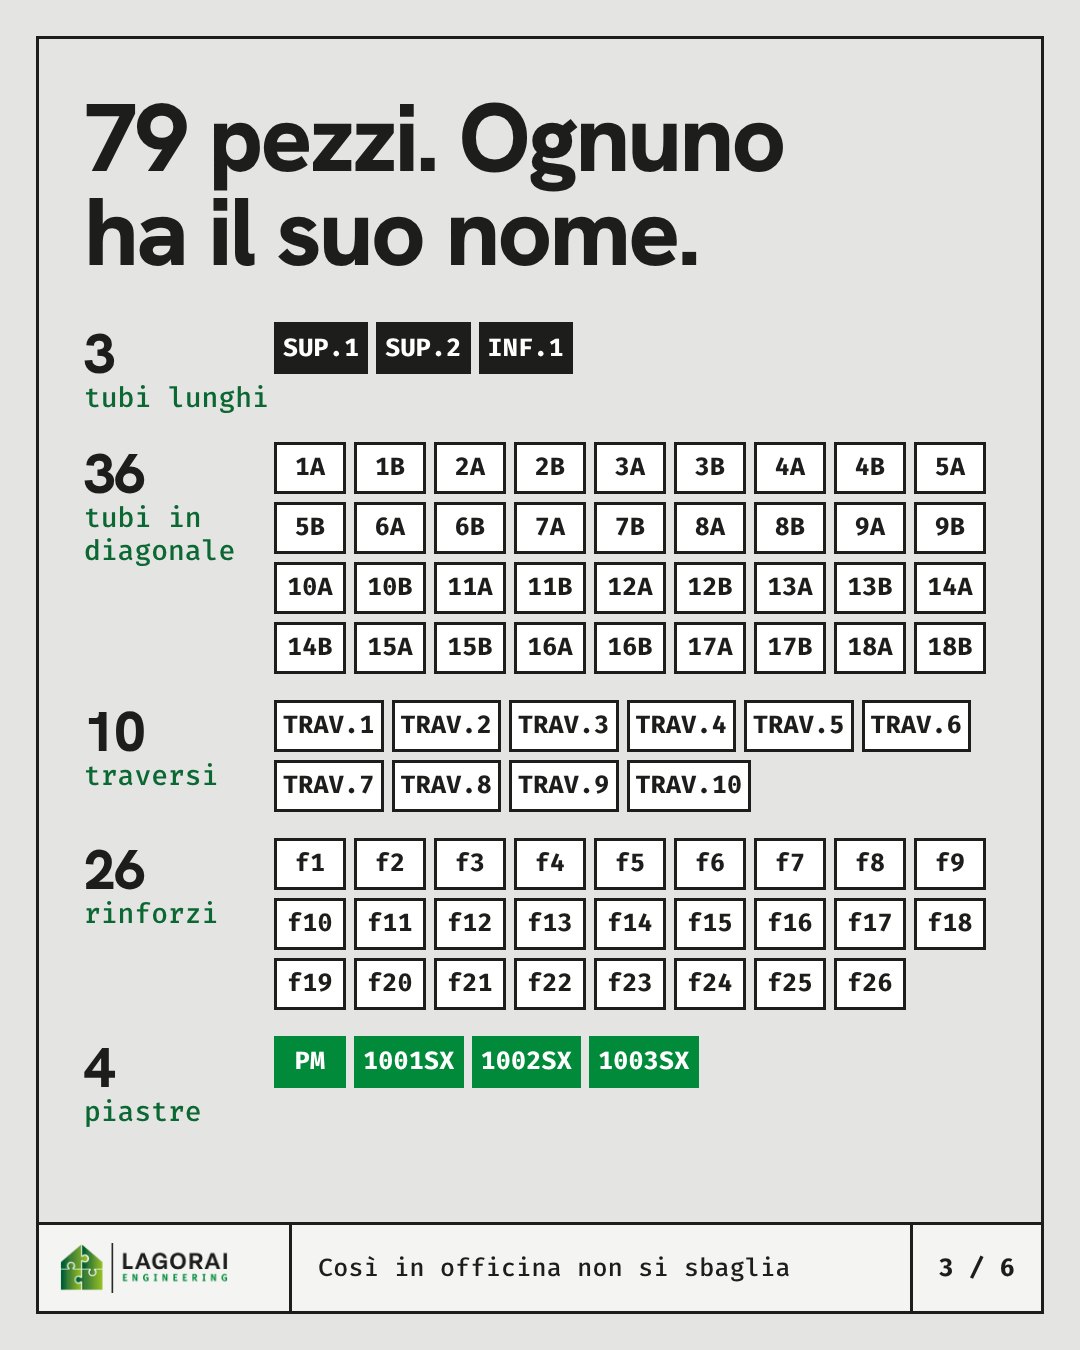 79 pezzi. Ognuno
ha il suo nome.
3
tubi lunghi
SUP.1 SUP.2 INF.1
36
tubi in
diagonale
1A 1B 2A 2B 3A 3B 4A 4B 5A
5B 6A 6B 7A 7B 8A 8B 9A 9B
10A 10B 11A 11B 12A 12B 13A 13B 14A
14B 15A 15B 16A 16B 17A 17B 18A 18B
10
traversi
TRAV.1 TRAV.2 TRAV.3 TRAV.4 TRAV.5 TRAV.6
TRAV.7 TRAV.8 TRAV.9 TRAV.10
26
rinforzi
f1 f2 f3 f4 f5 f6 f7 f8 f9
f10 f11 f12 f13 f14 f15 f16 f17 f18
f19 f20 f21 f22 f23 f24 f25 f26
4
piastre
PM 1001SX 1002SX 1003SX
LAGORAI
ENGINEERING
Così in officina non si sbaglia
3 / 6